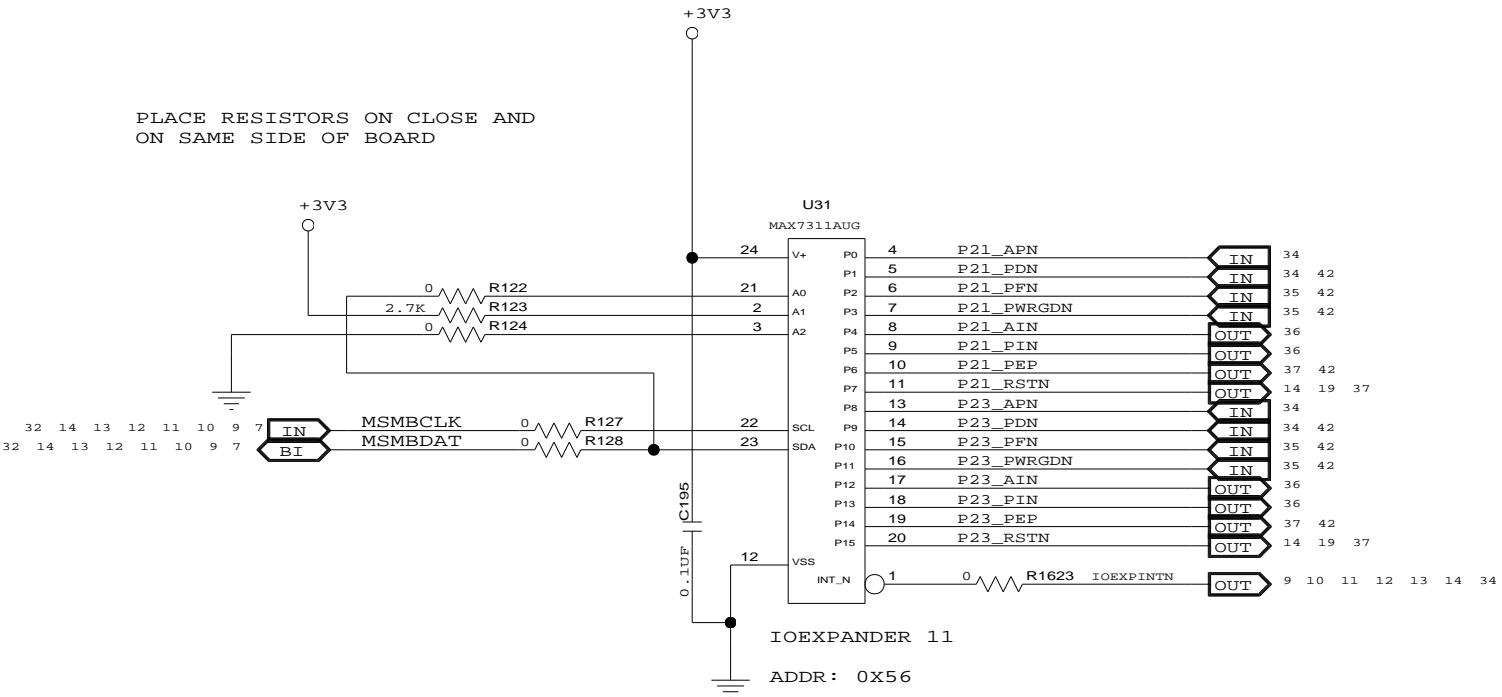 +3V3
PLACE RESISTORS ON CLOSE AND
ON SAME SIDE OF BOARD
+3V3
U31
MAX7311AUG
24 V+ P0 4 P21_APN IN 34
P1 5 P21_PDN IN 34 42
0 R122 21 A0 P2 6 P21_PFN IN 35 42
2.7K R123 2 A1 P3 7 P21_PWRGDN IN 35 42
0 R124 3 A2 P4 8 P21_AIN OUT 36
P5 9 P21_PIN OUT 36
P6 10 P21_PEP OUT 37 42
P7 11 P21_RSTN OUT 14 19 37
P8 13 P23_APN IN 34
32 14 13 12 11 10 9 7 IN MSMBCLK 0 R127 22 SCL P9 14 P23_PDN IN 34 42
32 14 13 12 11 10 9 7 BI MSMBDAT 0 R128 23 SDA P10 15 P23_PFN IN 35 42
P11 16 P23_PWRGDN IN 35 42
P12 17 P23_AIN OUT 36
P13 18 P23_PIN OUT 36
C195 P14 19 P23_PEP OUT 37 42
P15 20 P23_RSTN OUT 14 19 37
0.1UF 12 VSS
INT_N 1 0 R1623 IOEXPINTN OUT 9 10 11 12 13 14 34
IOEXPANDER 11
ADDR: 0X56